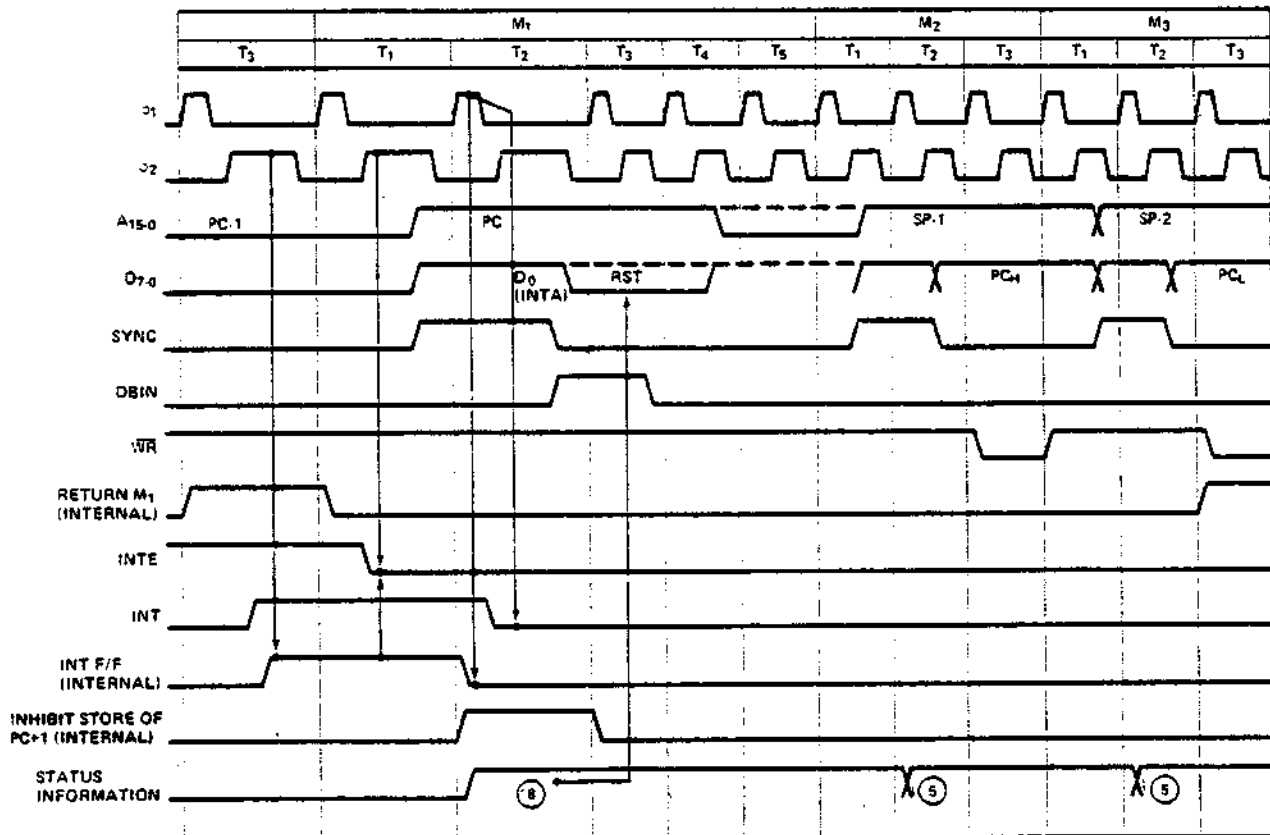 M1 M2 M3
T3 T1 T2 T3 T4 T5 T1 T2 T3 T1 T2 T3
A15-0 PC-1 PC SP-1 SP-2
D7-0 D0 (INTA) RST PCH PCL
SYNC
DBIN
WR
RETURN M1
(INTERNAL)
INTE
INT
INT F/F
(INTERNAL)
INHIBIT STORE OF
PC+1 (INTERNAL)
STATUS
INFORMATION
8 5 5